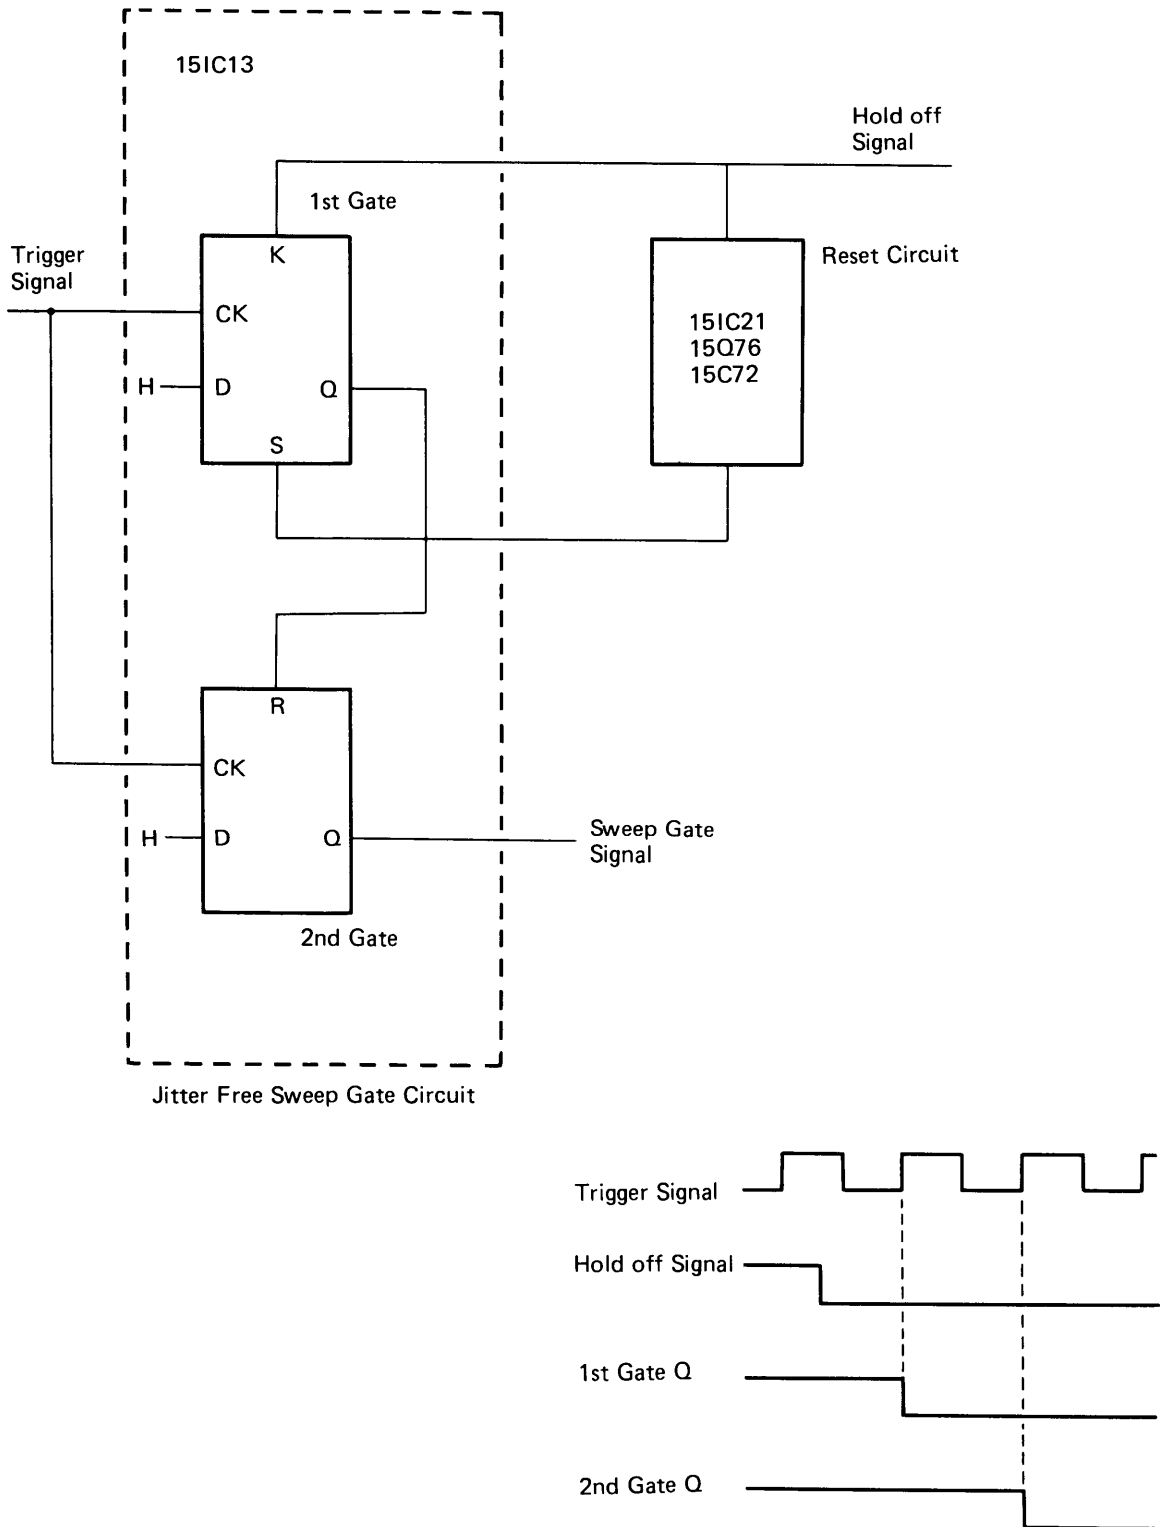 15IC13
Hold off
Signal
1st Gate
Trigger
Signal
K
Reset Circuit
CK
15IC21
15Q76
15C72
H
D
Q
S
R
CK
H
D
Q
Sweep Gate
Signal
2nd Gate
Jitter Free Sweep Gate Circuit
Trigger Signal
Hold off Signal
1st Gate Q
2nd Gate Q